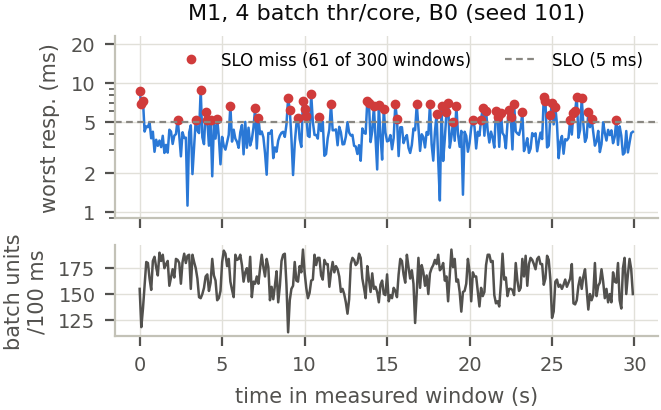 M1, 4 batch thr/core, B0 (seed 101)
worst resp. (ms)
20
10
5
2
1
SLO miss (61 of 300 windows)
SLO (5 ms)
batch units
/100 ms
175
150
125
0
5
10
15
20
25
30
time in measured window (s)